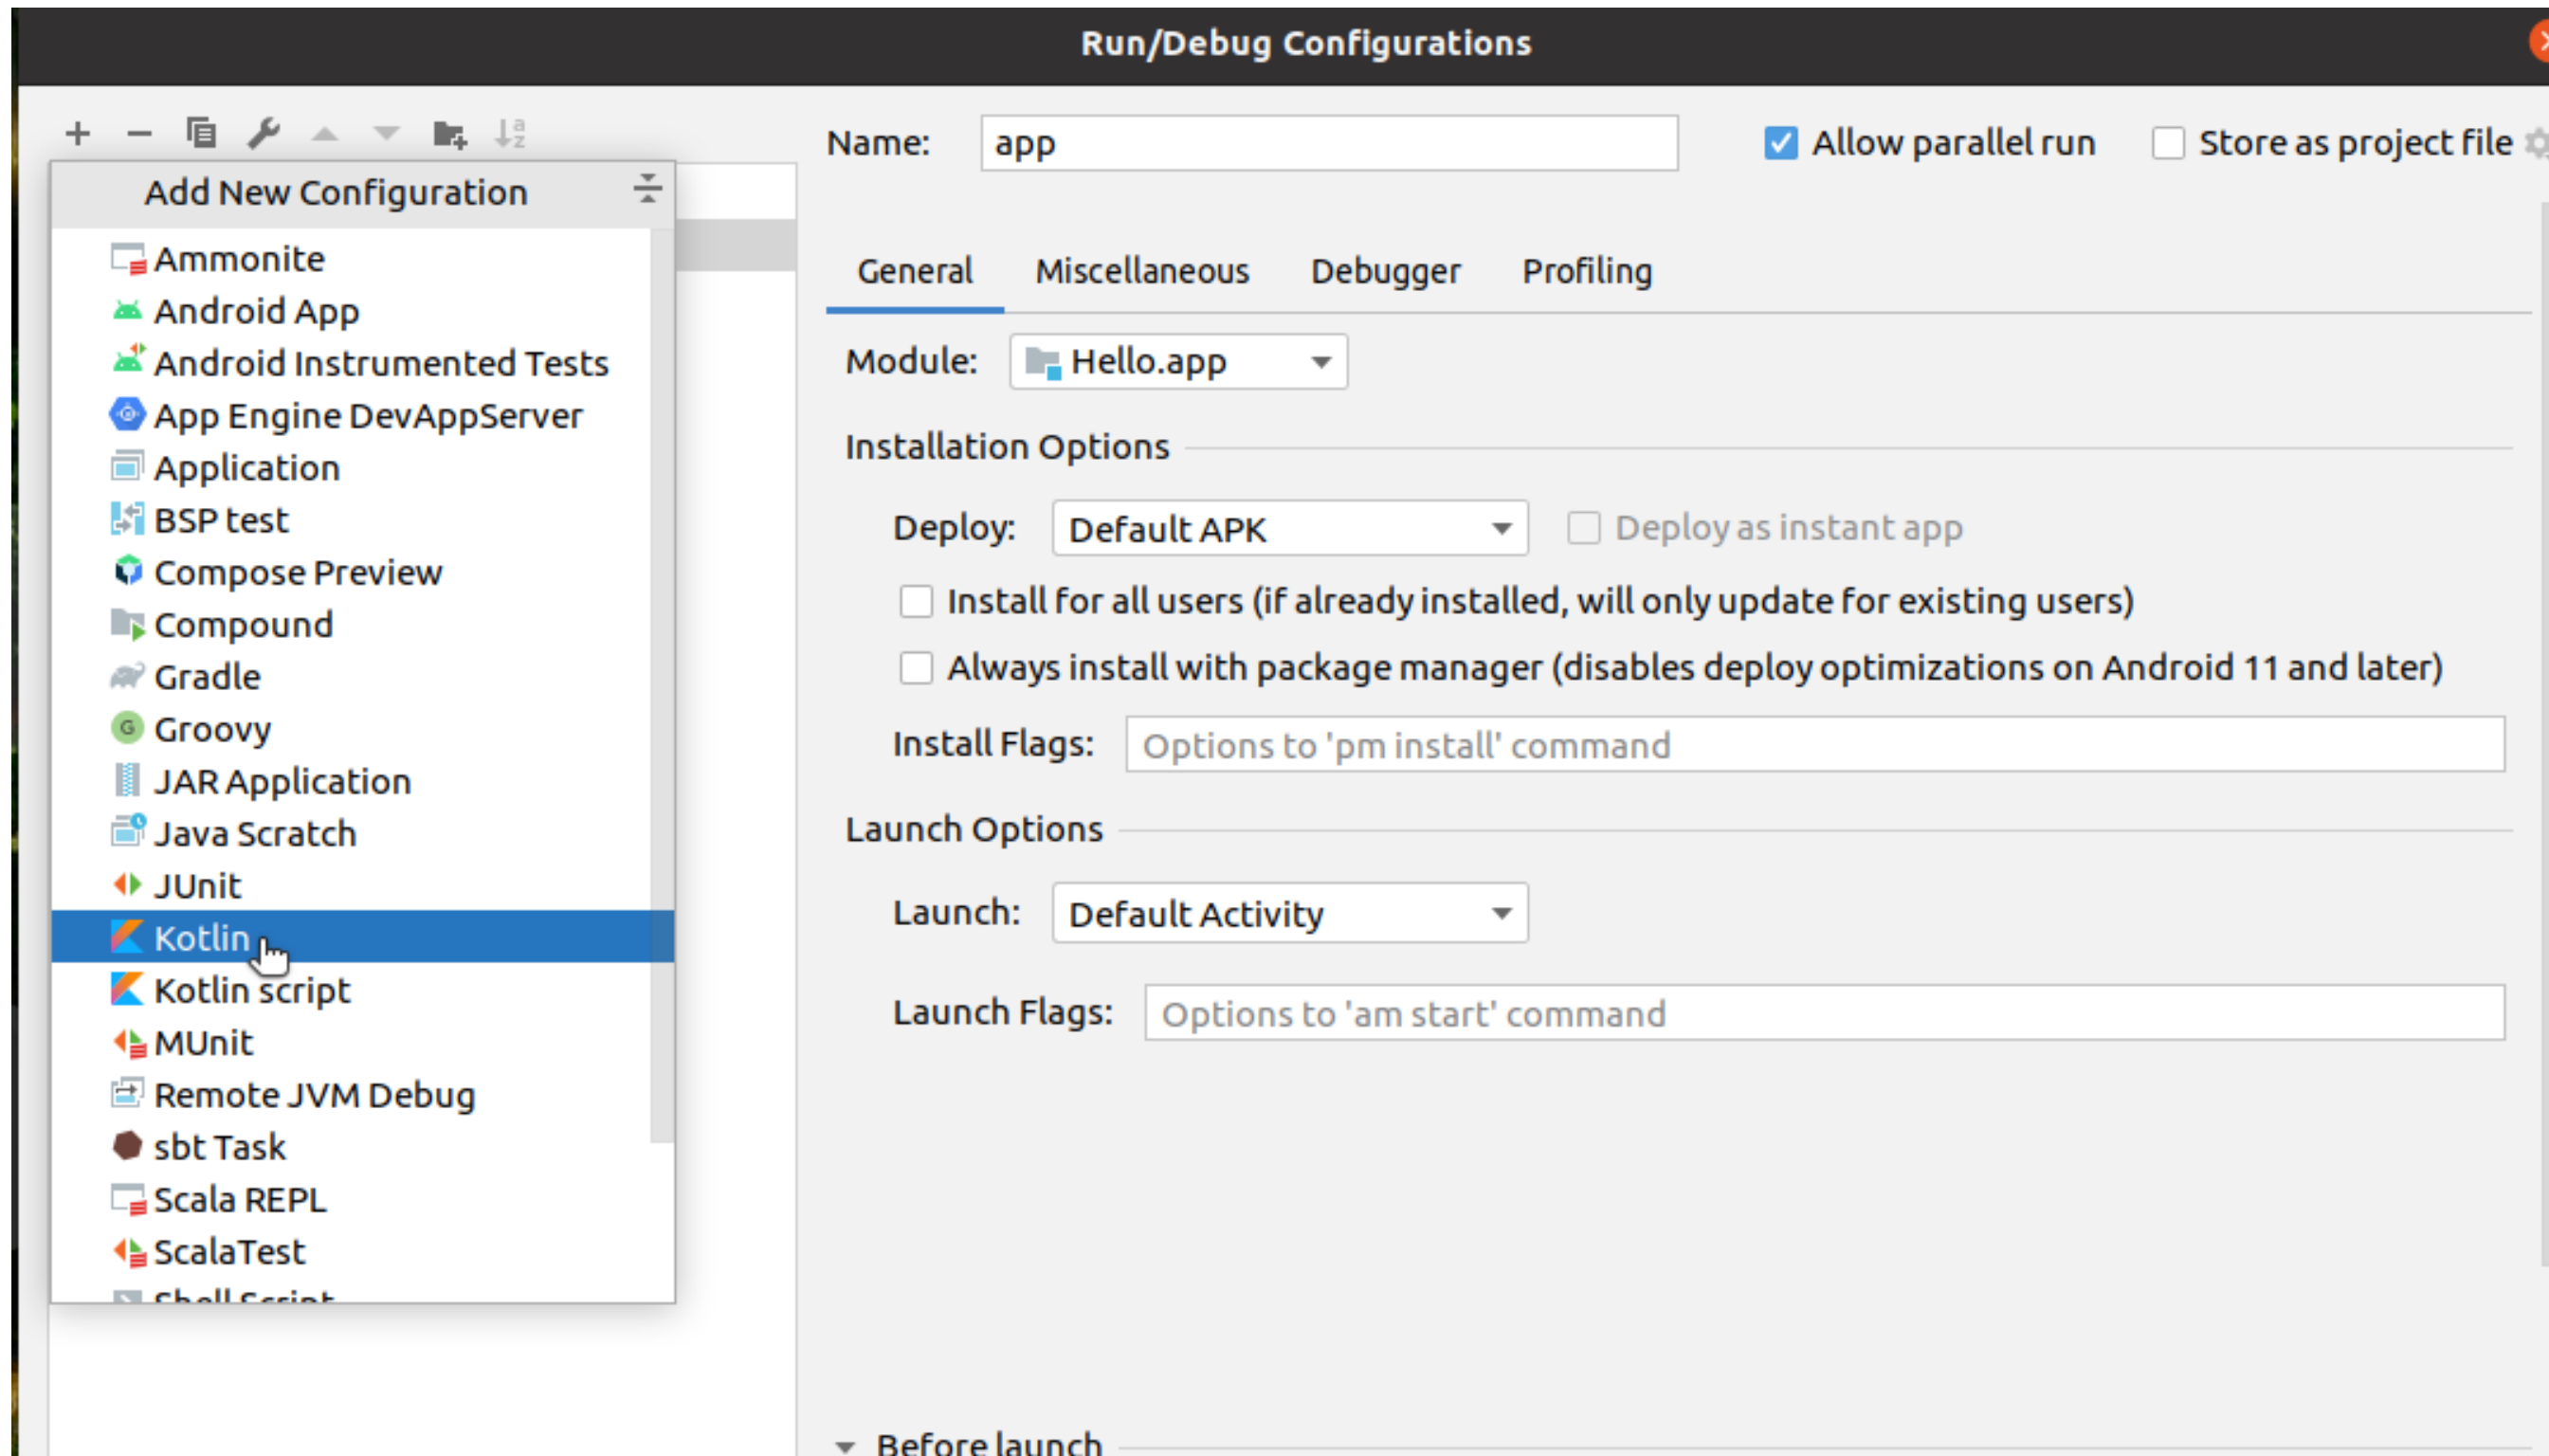 Run/Debug Configurations
Name: app
Allow parallel run
Store as project file
Add New Configuration
Ammonite
Android App
Android Instrumented Tests
App Engine DevAppServer
Application
BSP test
Compose Preview
Compound
Gradle
G Groovy
JAR Application
Java Scratch
JUnit
Kotlin
Kotlin script
MUnit
Remote JVM Debug
sbt Task
Scala REPL
ScalaTest
Shell Script
General Miscellaneous Debugger Profiling
Module: Hello.app
Installation Options
Deploy: Default APK Deploy as instant app
Install for all users (if already installed, will only update for existing users)
Always install with package manager (disables deploy optimizations on Android 11 and later)
Install Flags: Options to 'pm install' command
Launch Options
Launch: Default Activity
Launch Flags: Options to 'am start' command
Before launch